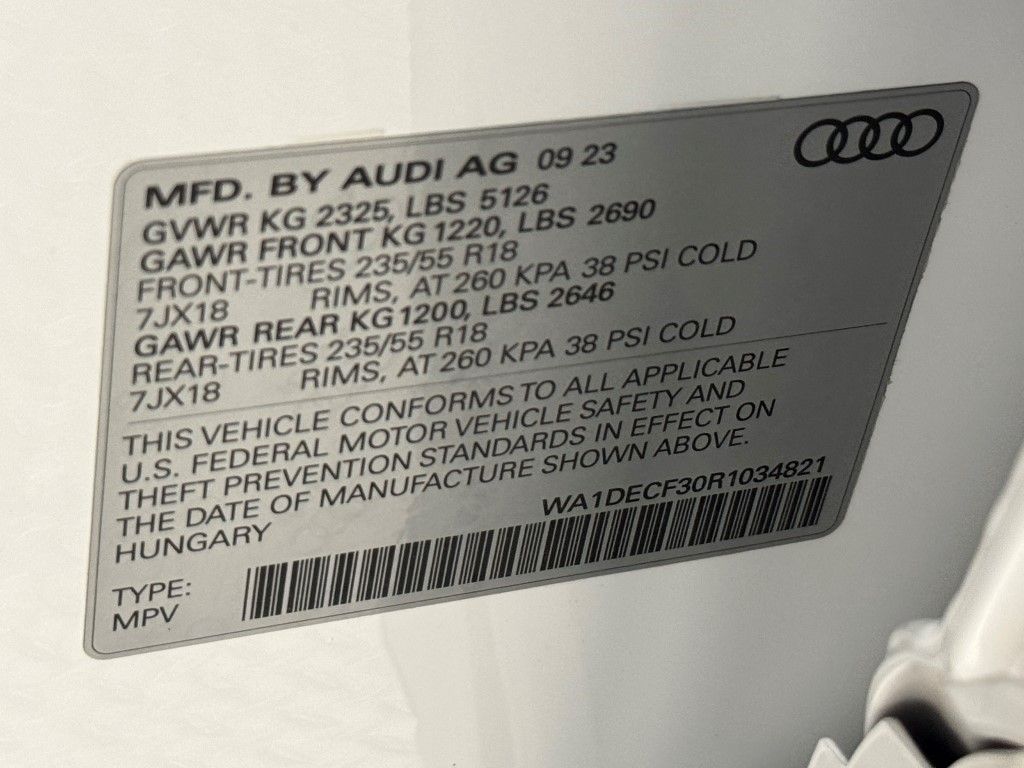 MFD. BY AUDI AG 09 23
GVWR KG 2325, LBS 5126
GAWR FRONT KG 1220, LBS 2690
FRONT-TIRES 235/55 R18
7JX18 RIMS, AT 260 KPA 38 PSI COLD
GAWR REAR KG 1200, LBS 2646
REAR-TIRES 235/55 R18
7JX18 RIMS, AT 260 KPA 38 PSI COLD
THIS VEHICLE CONFORMS TO ALL APPLICABLE
U.S. FEDERAL MOTOR VEHICLE SAFETY AND
THEFT PREVENTION STANDARDS IN EFFECT ON
THE DATE OF MANUFACTURE SHOWN ABOVE.
HUNGARY WA1DECF30R1034821
TYPE:
MPV